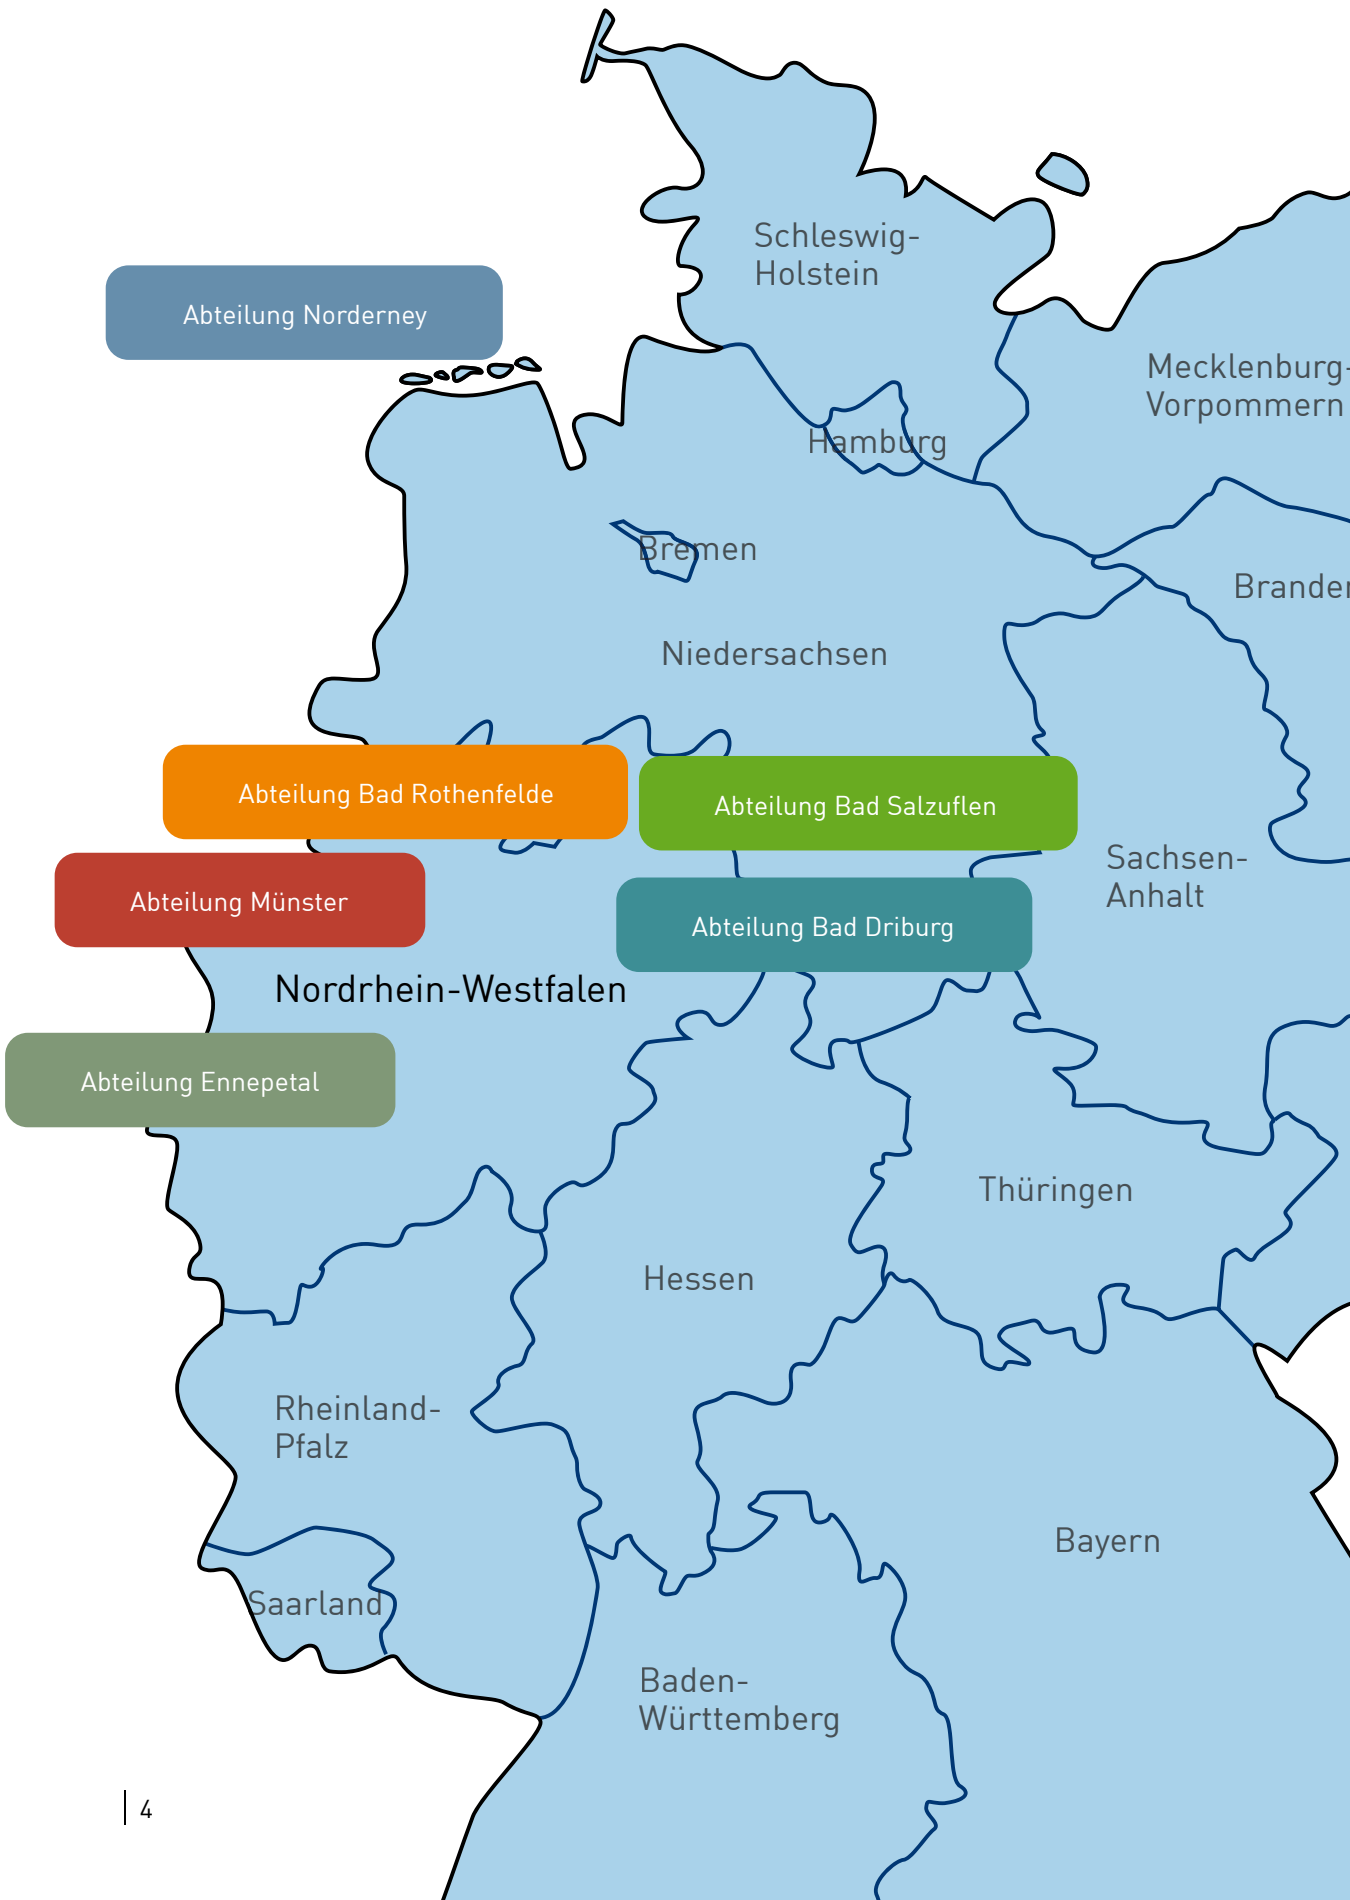 Schleswig-
Holstein
Abteilung Norderney
Mecklenburg-
Vorpommern
Hamburg
Bremen
Brander
Niedersachsen
Abteilung Bad Rothenfelde
Abteilung Bad Salzuflen
Sachsen-
Anhalt
Abteilung Münster
Abteilung Bad Driburg
Nordrhein-Westfalen
Abteilung Ennepetal
Thüringen
Hessen
Rheinland-
Pfalz
Bayern
Saarland
Baden-
Württemberg
4